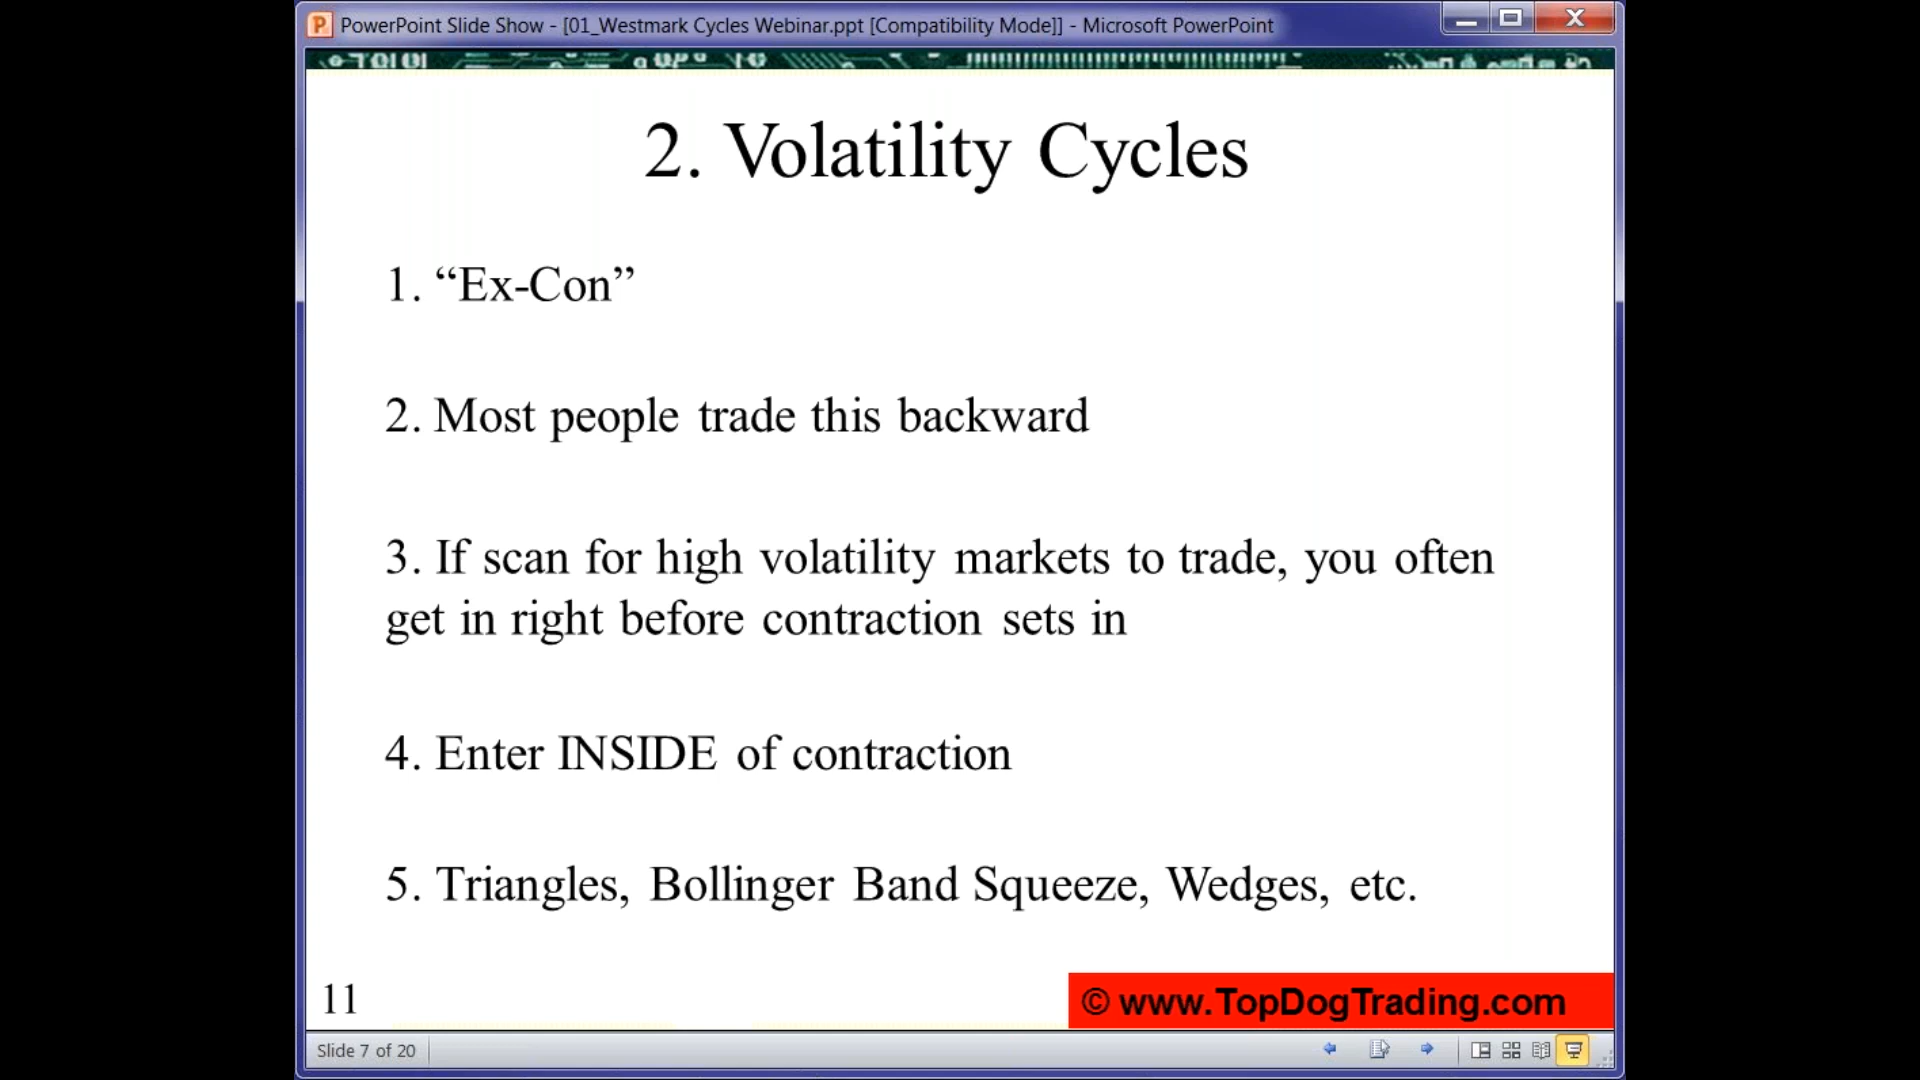 PowerPoint Slide Show - [01_Westmark Cycles Webinar.ppt [Compatibility Mode]] - Microsoft PowerPoint
2. Volatility Cycles
1. “Ex-Con”
2. Most people trade this backward
3. If scan for high volatility markets to trade, you often
get in right before contraction sets in
4. Enter INSIDE of contraction
5. Triangles, Bollinger Band Squeeze, Wedges, etc.
11
© www.TopDogTrading.com
Slide 7 of 20